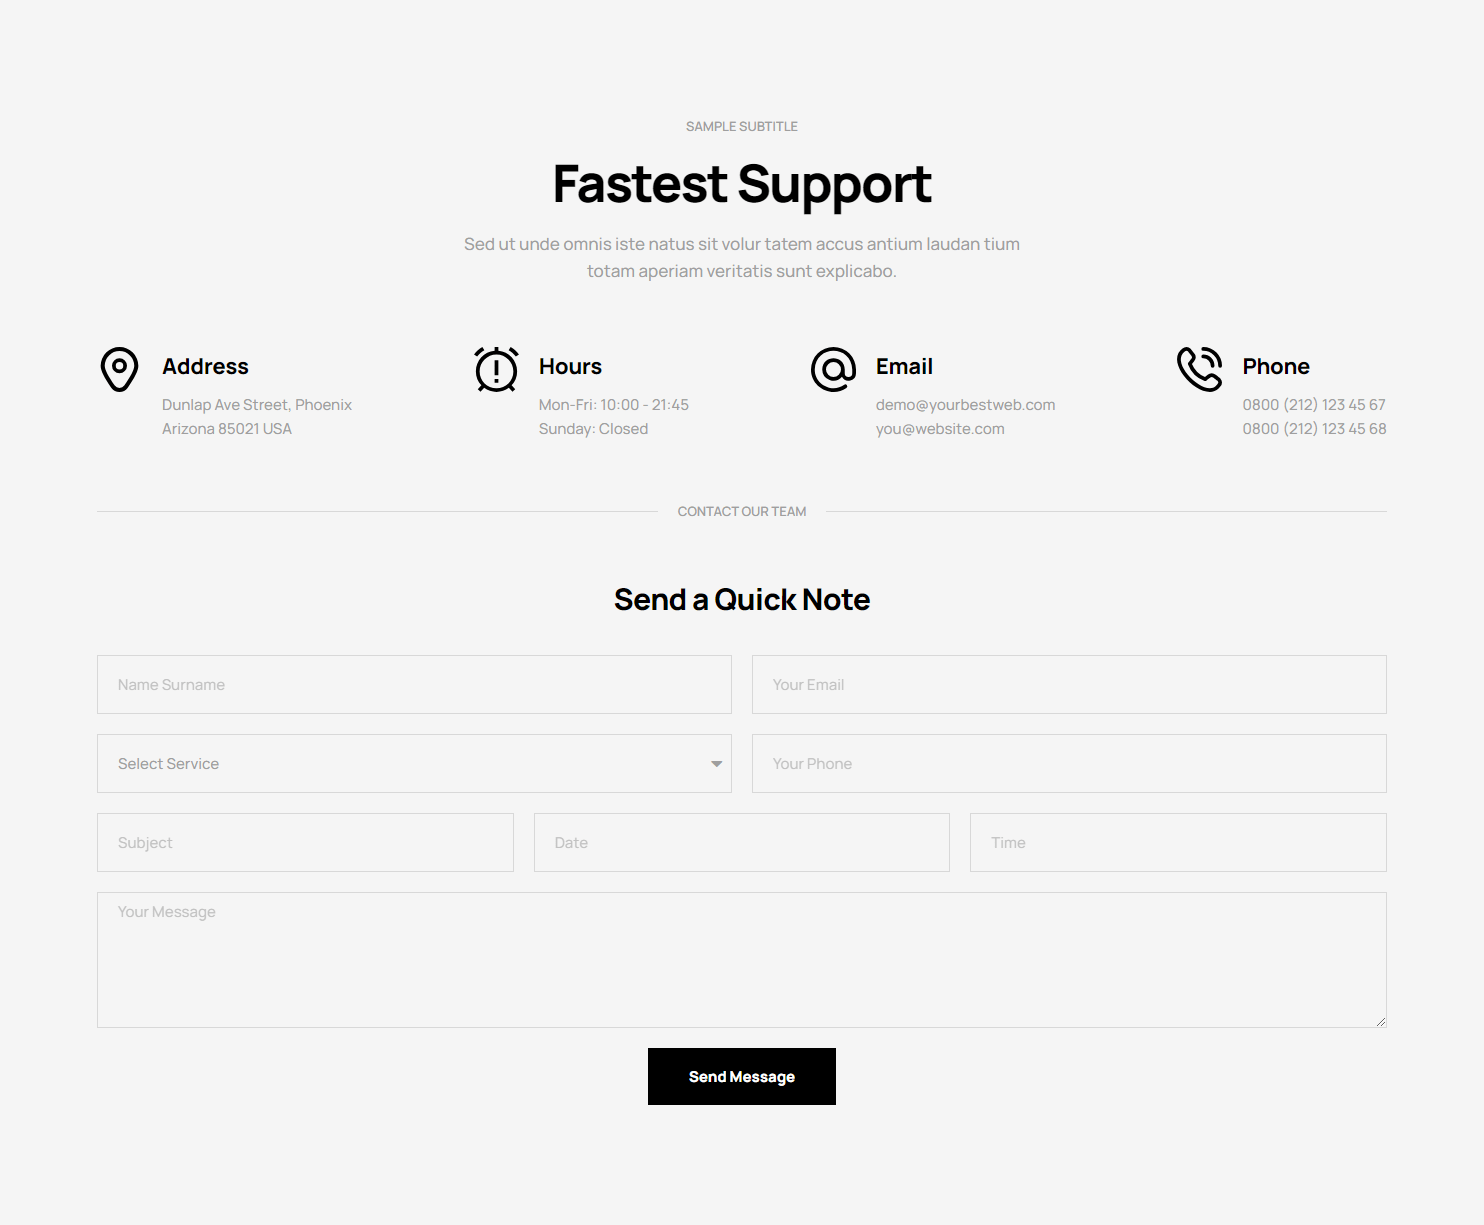 SAMPLE SUBTITLE
Fastest Support
Sed ut unde omnis iste natus sit volur tatem accus antium laudan tium
totam aperiam veritatis sunt explicabo.
Address
Dunlap Ave Street, Phoenix
Arizona 85021 USA
Hours
Mon-Fri: 10:00 - 21:45
Sunday: Closed
Email
demo@yourbestweb.com
you@website.com
Phone
0800 (212) 123 45 67
0800 (212) 123 45 68
CONTACT OUR TEAM
Send a Quick Note
Name Surname
Your Email
Select Service
Your Phone
Subject
Date
Time
Your Message
Send Message